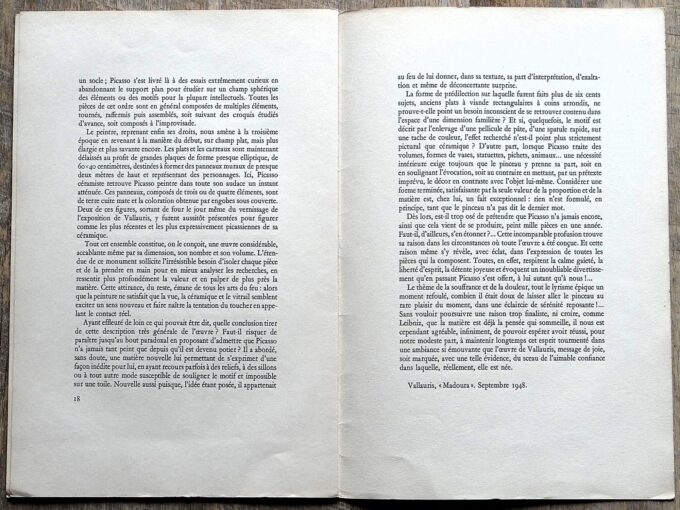 un socle ; Picasso s'est livré là à des essais extrêmement curieux en
abandonnant le support plan pour étudier sur un champ sphérique
des éléments ou des motifs pour la plupart intellectuels. Toutes les
pièces de cet ordre sont en général composées de multiples éléments,
tournés, raffermis puis assemblés, soit suivant des croquis étudiés
d'avance, soit composés à l'improvisade.
Le peintre, reprenant enfin ses droits, nous amène à la troisième
époque en revenant à la manière du début, sur champ plat, mais plus
élargie et plus savante encore. Les plats et les carreaux sont maintenant
délaissés au profit de grandes plaques de forme presque elliptique, de
60×40 centimètres, destinées à former des panneaux muraux de presque
deux mètres de haut et représentant des personnages. Ici, Picasso
céramiste retrouve Picasso peintre dans toute son audace un instant
atténuée. Ces panneaux, composés de trois ou de quatre éléments, sont
de terre cuite mate et la coloration obtenue par engobes sous couverte.
Deux de ces figures, sortant de four le jour même du vernissage de
l'exposition de Vallauris, y furent aussitôt présentées pour figurer
comme les plus récentes et les plus expressivement picassiennes de sa
céramique.
Tout cet ensemble constitue, on le conçoit, une œuvre considérable,
accablante même par sa dimension, son nombre et son volume. L'éten-
due de ce monument sollicite l'irrésistible besoin d'isoler chaque pièce
et de la prendre en main pour en mieux analyser les recherches, en
ressentir plus profondément la valeur et en palper de plus près la
matière. Cette attirance, du reste, émane de tous les arts du feu : alors
que la peinture ne satisfait que la vue, la céramique et le vitrail semblent
exciter un sens nouveau et faire naître la tentation du toucher en appe-
lant le contact réel.
Ayant effleuré de loin ce qui pouvait être dit, quelle conclusion tirer
de cette description très générale de l'œuvre ? Faut-il risquer de
paraître jusqu'au bout paradoxal en proposant d'admettre que Picasso
n'a jamais tant peint que depuis qu'il est devenu potier ? Il a abordé,
sans doute, une matière nouvelle lui permettant de s'exprimer d'une
façon inédite pour lui, en ayant recours parfois à des reliefs, à des sillons
ou à tout autre mode susceptible de souligner le motif et impossible
sur une toile. Nouvelle aussi puisque, l'idée étant posée, il appartenait
18
au feu de lui donner, dans sa texture, sa part d'interprétation, d'exalta-
tion et même de déconcertante surprise.
La forme de prédilection sur laquelle furent faits plus de six cents
sujets, anciens plats à viande rectangulaires à coins arrondis, ne
prouve-t-elle point un besoin inconscient de se retrouver contenu dans
l'espace d'une dimension familière ? Et si, quelquefois, le motif est
décrit par l'enlevage d'une pellicule de pâte, d'une spatule rapide, sur
une tache de couleur, l'effet recherché n'est-il point plus strictement
pictural que céramique ? D'autre part, lorsque Picasso traite des
volumes, formes de vases, statuettes, pichets, animaux... une nécessité
intérieure exige toujours que le pinceau y prenne sa part, soit en
en soulignant l'évocation, soit au contraire en mettant, par un prétexte
imprévu, le décor en contraste avec l'objet lui-même. Considérer une
forme terminée, satisfaisante par la seule valeur de la proportion et de la
matière est, chez lui, un fait exceptionnel : rien n'est formulé, en
principe, tant que le pinceau n'a pas dit le dernier mot.
Dès lors, est-il trop osé de prétendre que Picasso n'a jamais encore,
ainsi que cela vient de se produire, peint mille pièces en une année.
Faut-il, d'ailleurs, s'en étonner ?... Cette incomparable profusion trouve
sa raison dans les circonstances où toute l'œuvre a été conçue. Et cette
raison même s'y révèle, avec éclat, dans l'expression de toutes les
pièces qui la composent. Toutes, en effet, respirent la calme gaieté, la
liberté d'esprit, la détente joyeuse et évoquent un inoubliable divertisse-
ment qu'en passant Picasso s'est offert, à lui autant qu'à nous !...
Le thème de la souffrance et de la douleur, tout le lyrisme épique un
moment refoulé, combien il était doux de laisser aller le pinceau au
rare plaisir du moment, dans une éclaircie de sérénité reposante !...
Sans vouloir poursuivre une raison trop finaliste, ni croire, comme
Leibniz, que la matière est déjà la pensée qui sommeille, il nous est
cependant agréable, infiniment, de pouvoir espérer avoir réussi, pour
notre modeste part, à maintenir longtemps cet esprit tourmenté dans
une ambiance si émouvante que l'œuvre de Vallauris, message de joie,
soit marquée, avec une telle évidence, du sceau de l'aimable confiance
dans laquelle, réellement, elle est née.
Vallauris, « Madoura ». Septembre 1948.